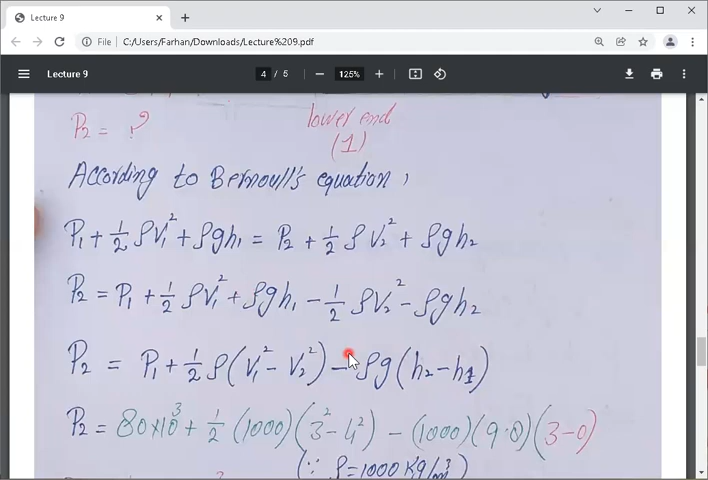 Lecture 9
File | C:/Users/Farhan/Downloads/Lecture%209.pdf
Lecture 9 4 / 5 125%
P₂ = ? lower end
(1)
According to Bernoull's equation,
P₁ + 1/2 ρV₁² + ρgh₁ = P₂ + 1/2 ρV₂² + ρgh₂
P₂ = P₁ + 1/2 ρV₁² + ρgh₁ - 1/2 ρV₂² - ρgh₂
P₂ = P₁ + 1/2 ρ(V₁² - V₂²) - ρg(h₂ - h₁)
P₂ = 80×10³ + 1/2 (1000)(3² - 4²) - (1000)(9.8)(3-0)
(∵ ρ = 1000 Kg/m³)